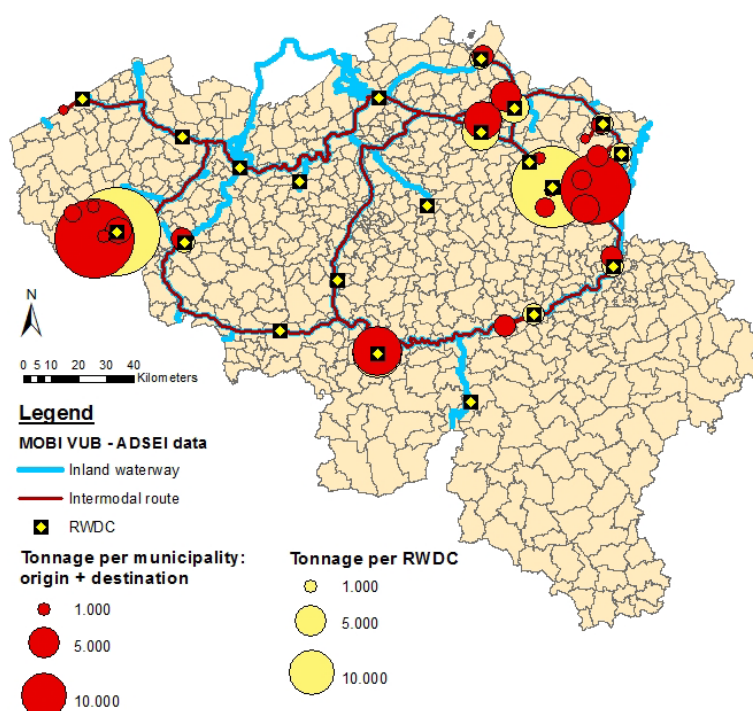 N
0 5 10 20 30 40
Kilometers
Legend
MOBI VUB - ADSEI data
Inland waterway
Intermodal route
RWDC
Tonnage per municipality:
origin + destination
1.000
5.000
10.000
Tonnage per RWDC
1.000
5.000
10.000